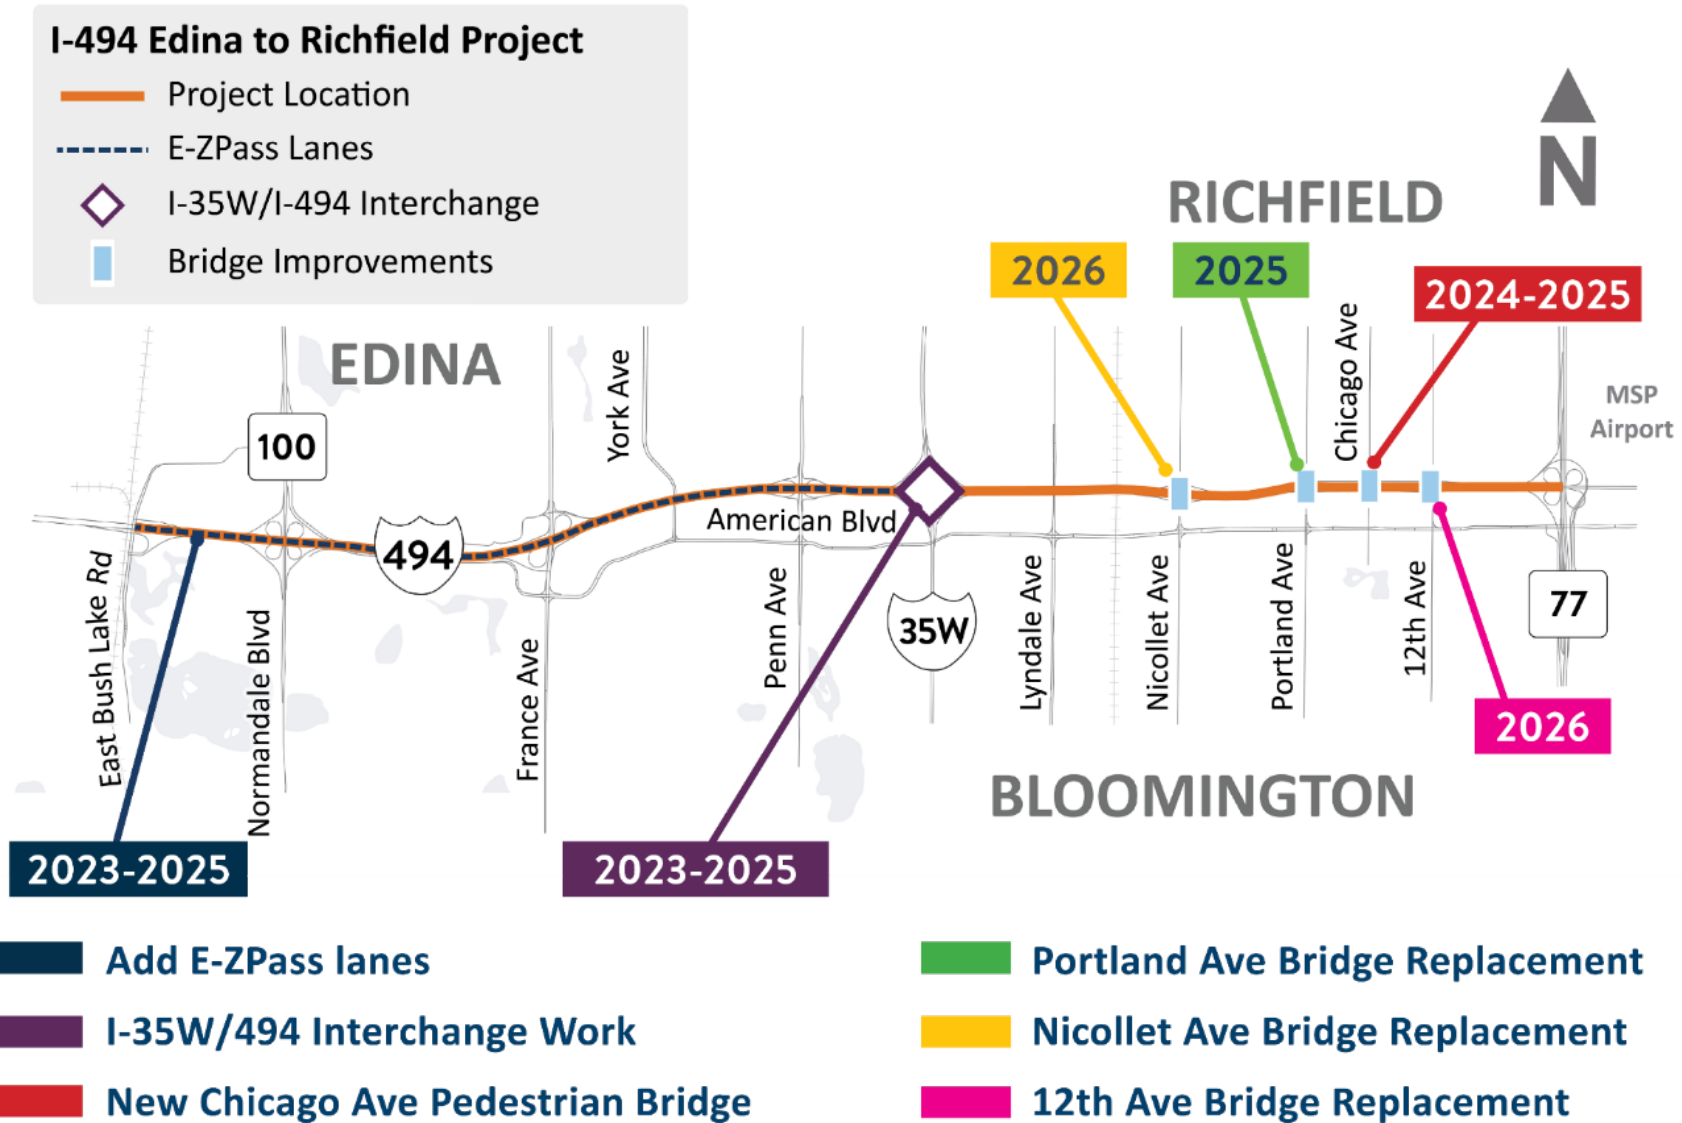 I-494 Edina to Richfield Project
Project Location
E-ZPass Lanes
I-35W/I-494 Interchange
Bridge Improvements
N
RICHFIELD
2026
2025
2024-2025
EDINA
York Ave
Chicago Ave
MSP
Airport
100
American Blvd
494
35W
77
East Bush Lake Rd
Normandale Blvd
France Ave
Penn Ave
Lyndale Ave
Nicollet Ave
Portland Ave
12th Ave
2026
BLOOMINGTON
2023-2025
2023-2025
Add E-ZPass lanes
I-35W/494 Interchange Work
New Chicago Ave Pedestrian Bridge
Portland Ave Bridge Replacement
Nicollet Ave Bridge Replacement
12th Ave Bridge Replacement